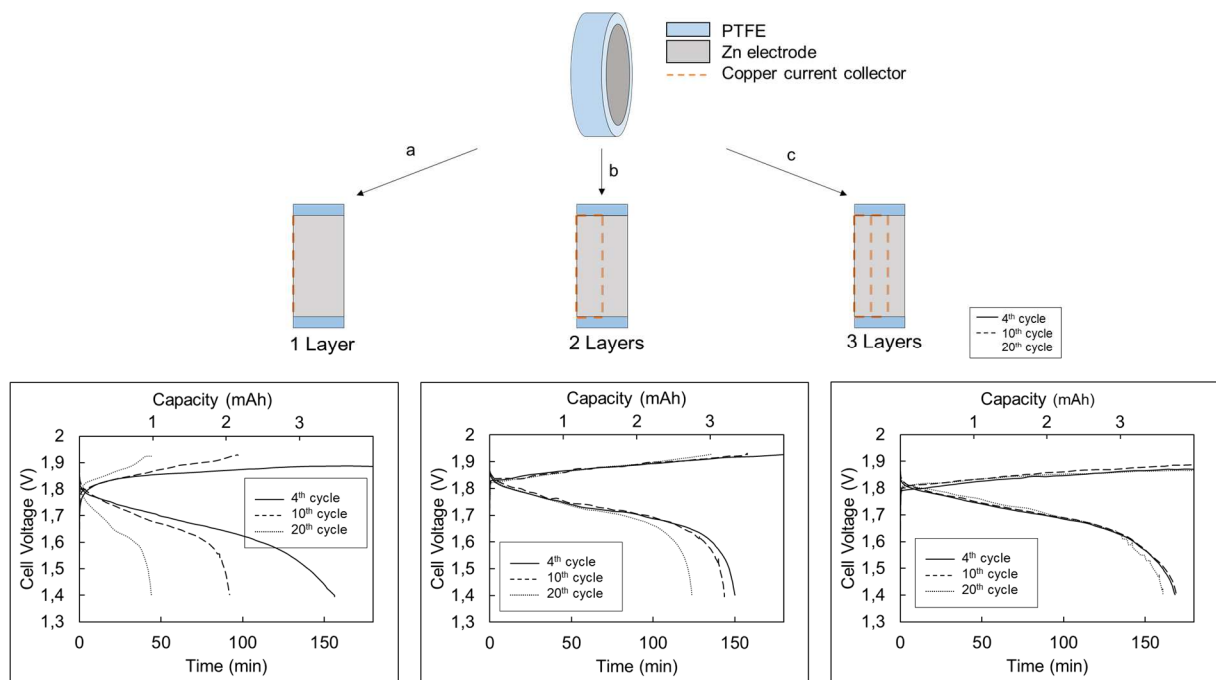 PTFE
Zn electrode
Copper current collector
a
b
c
1 Layer
2 Layers
3 Layers
4th cycle
10th cycle
20th cycle
Capacity (mAh)
1 2 3
2
1,9
1,8
1,7
1,6
1,5
1,4
1,3
Cell Voltage (V)
4th cycle
10th cycle
20th cycle
0 50 100 150
Time (min)
Capacity (mAh)
1 2 3
2
1,9
1,8
1,7
1,6
1,5
1,4
1,3
Cell Voltage (V)
4th cycle
10th cycle
20th cycle
0 50 100 150
Time (min)
Capacity (mAh)
1 2 3
2
1,9
1,8
1,7
1,6
1,5
1,4
1,3
Cell Voltage (V)
4th cycle
10th cycle
20th cycle
0 50 100 150
Time (min)